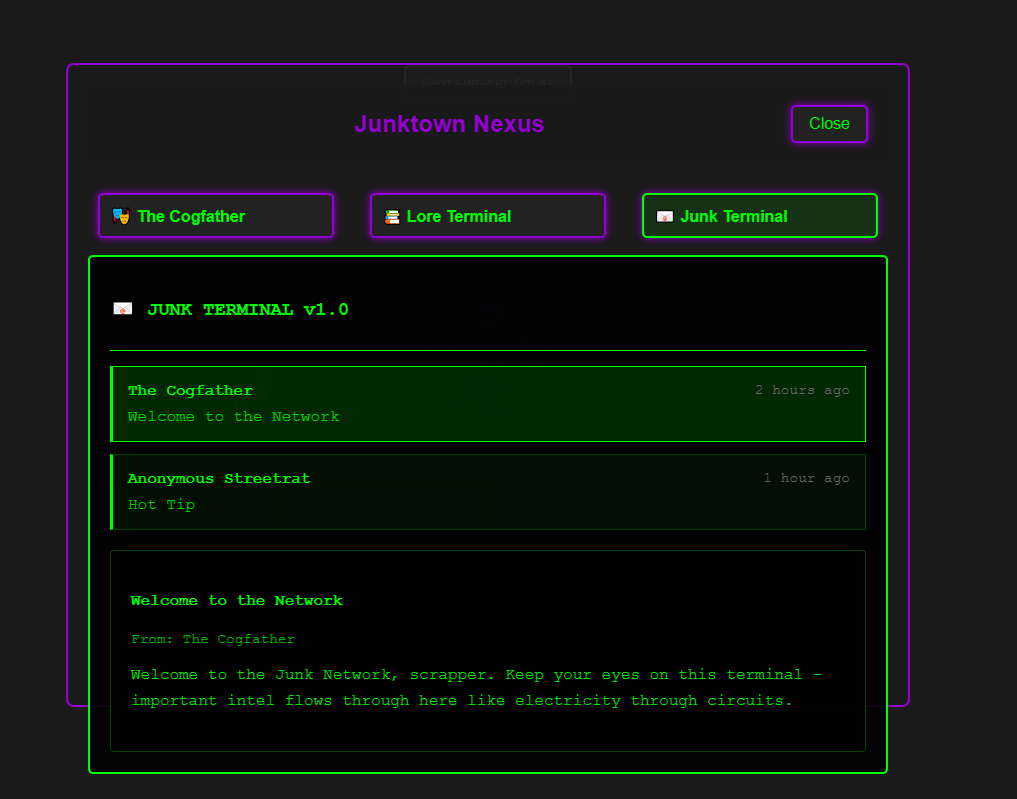 Junktown Nexus
Close
The Cogfather
Lore Terminal
Junk Terminal
JUNK TERMINAL v1.0
The Cogfather
2 hours ago
Welcome to the Network
Anonymous Streetrat
1 hour ago
Hot Tip
Welcome to the Network
From: The Cogfather
Welcome to the Junk Network, scrapper. Keep your eyes on this terminal -
important intel flows through here like electricity through circuits.